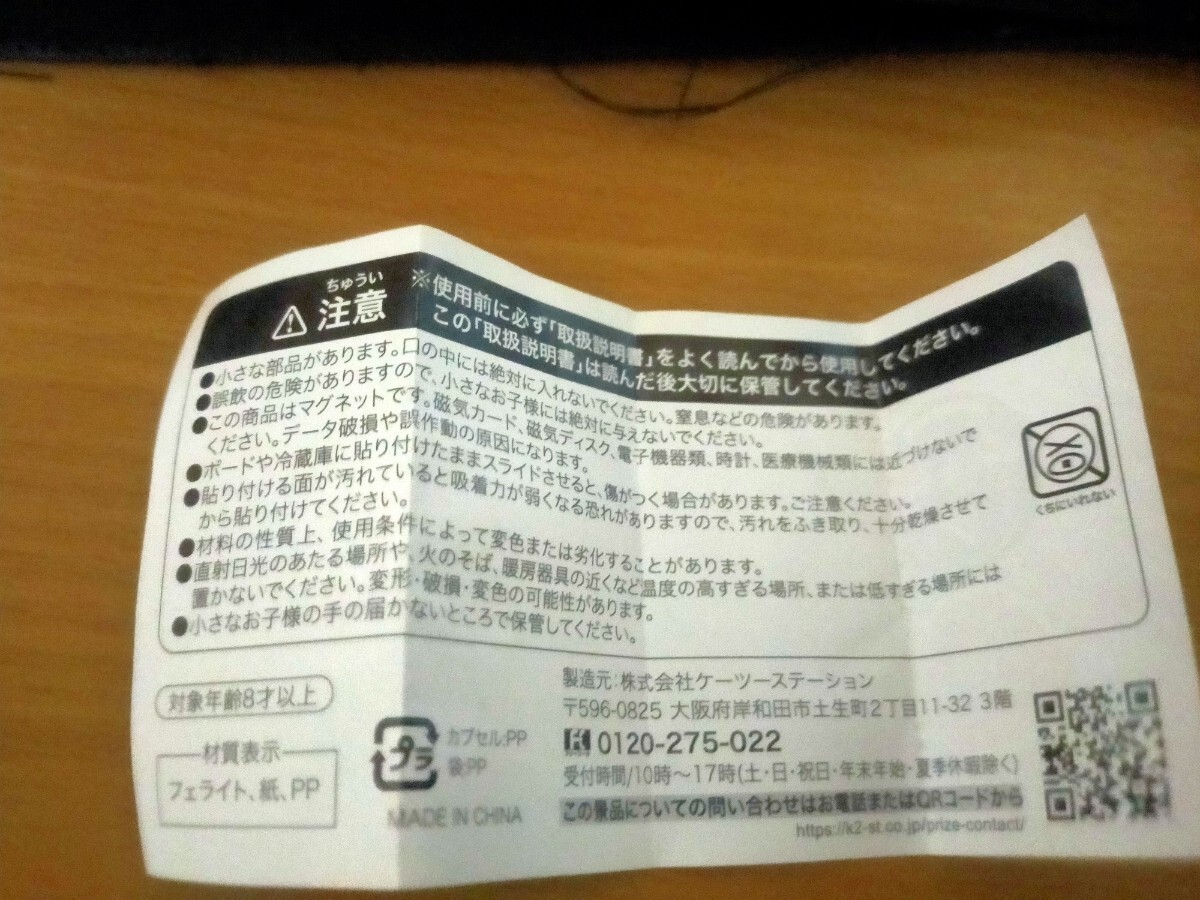 ちゅうい
注意
※使用前に必ず「取扱説明書」をよく読んでから使用してください。
この「取扱説明書」は読んだ後大切に保管してください。
●小さな部品があります。口の中には絶対に入れないでください。窒息などの危険があります。
●誤飲の危険がありますので、小さなお子様には絶対に与えないでください。
●この商品はマグネットです。磁気カード、磁気ディスク、電子機器類、時計、医療機械類には近づけないで
ください。データ破損や誤作動の原因になります。
●ボードや冷蔵庫に貼り付けたままスライドさせると、傷がつく場合があります。ご注意ください。
●貼り付ける面が汚れていると吸着力が弱くなる恐れがありますので、汚れをふき取り、十分乾燥させて
から貼り付けてください。
●材料の性質上、使用条件によって変色または劣化することがあります。
●直射日光のあたる場所や、火のそば、暖房器具の近くなど温度の高すぎる場所、または低すぎる場所には
置かないでください。変形・破損・変色の可能性があります。
●小さなお子様の手の届かないところで保管してください。
くちにいれない
対象年齢8才以上
材質表示
フェライト、紙、PP
プラ
カプセル:PP
袋:PP
MADE IN CHINA
製造元:株式会社ケーツーステーション
〒596-0825 大阪府岸和田市土生町2丁目11-32 3階
0120-275-022
受付時間/10時〜17時(土・日・祝日・年末年始・夏季休暇除く)
この景品についての問い合わせはお電話またはQRコードから
https://k2-st.co.jp/prize-contact/